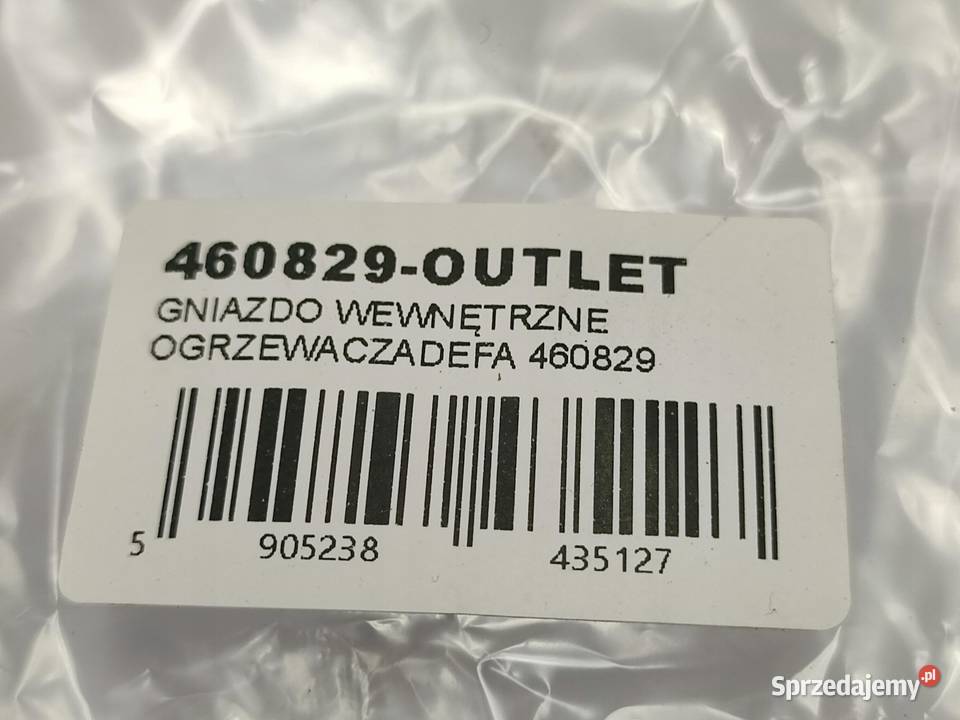 460829-OUTLET
GNIAZDO WEWNĘTRZNE
OGRZEWACZADEFA 460829
5 905238 435127
Sprzedajemy.pl